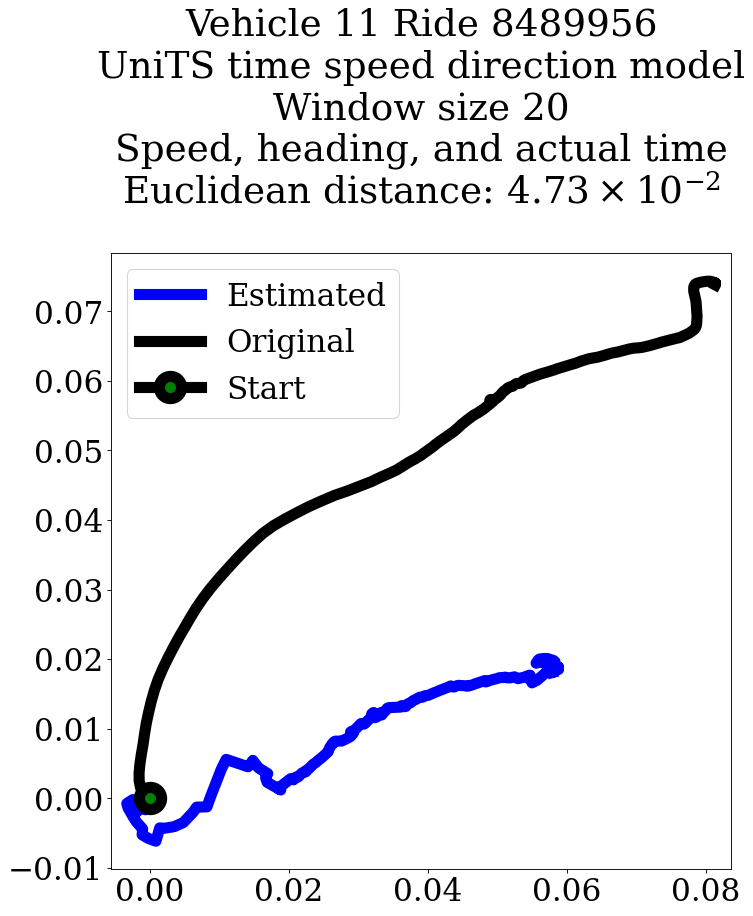 Vehicle 11 Ride 8489956
UniTS time speed direction model
Window size 20
Speed, heading, and actual time
Euclidean distance: 4.73 × 10⁻²
Estimated
Original
Start
0.07
0.06
0.05
0.04
0.03
0.02
0.01
0.00
−0.01
0.00 0.02 0.04 0.06 0.08